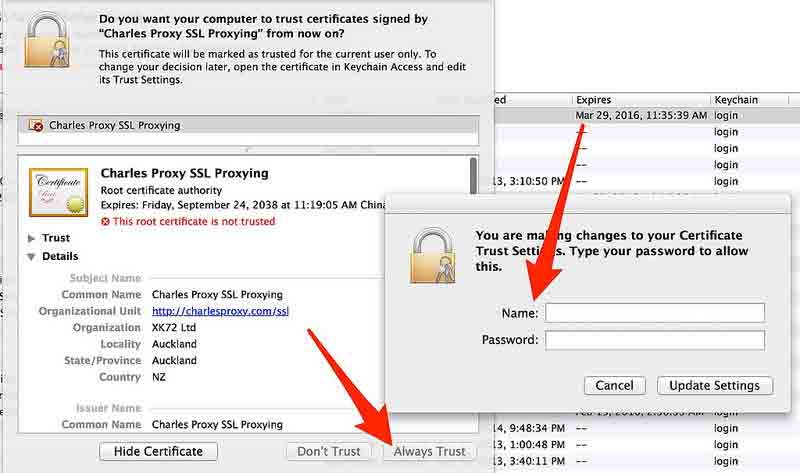 Do you want your computer to trust certificates signed by
“Charles Proxy SSL Proxying” from now on?
This certificate will be marked as trusted for the current user only. To
change your decision later, open the certificate in Keychain Access and edit
its Trust Settings.
Expires
Keychain
Mar 29, 2016, 11:35:39 AM
login
--
login
--
login
--
login
13, 3:10:50 PM
--
login
login
Charles Proxy SSL Proxying
Charles Proxy SSL Proxying
Root certificate authority
Expires: Friday, September 24, 2038 at 11:19:05 AM China
This root certificate is not trusted
Trust
Details
Subject Name
Common Name Charles Proxy SSL Proxying
Organizational Unit http://charlesproxy.com/ssl
Organization XK72 Ltd
Locality Auckland
State/Province Auckland
Country NZ
Issuer Name
Common Name Charles Proxy SSL Proxying
Hide Certificate
Don't Trust
Always Trust
You are making changes to your Certificate
Trust Settings. Type your password to allow
this.
Name:
Password:
Cancel
Update Settings
login
14, 9:48:34 PM
--
login
13, 1:00:48 PM
--
login
13, 3:40:11 PM
--
login